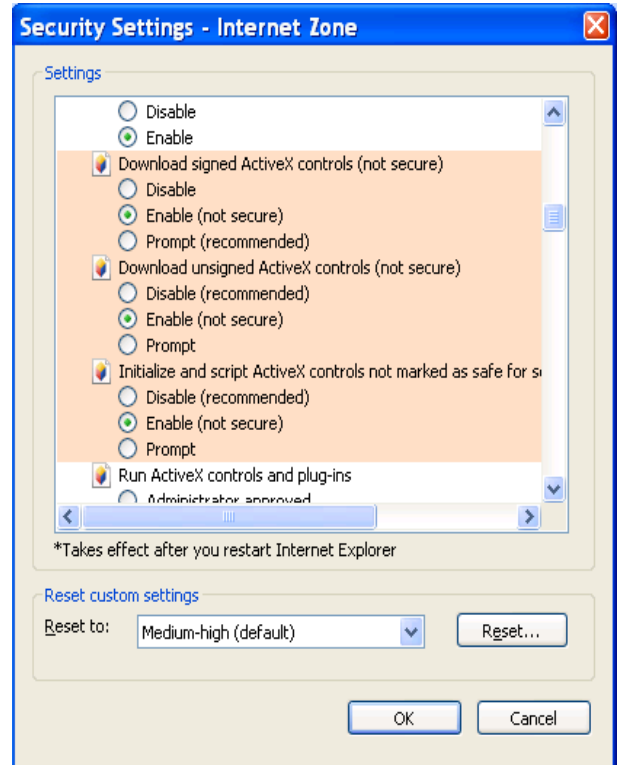 Security Settings - Internet Zone
Settings
Disable
Enable
Download signed ActiveX controls (not secure)
Disable
Enable (not secure)
Prompt (recommended)
Download unsigned ActiveX controls (not secure)
Disable (recommended)
Enable (not secure)
Prompt
Initialize and script ActiveX controls not marked as safe for
Disable (recommended)
Enable (not secure)
Prompt
Run ActiveX controls and plug-ins
Administrator approved
*Takes effect after you restart Internet Explorer
Reset custom settings
Reset to: Medium-high (default) Reset...
OK Cancel